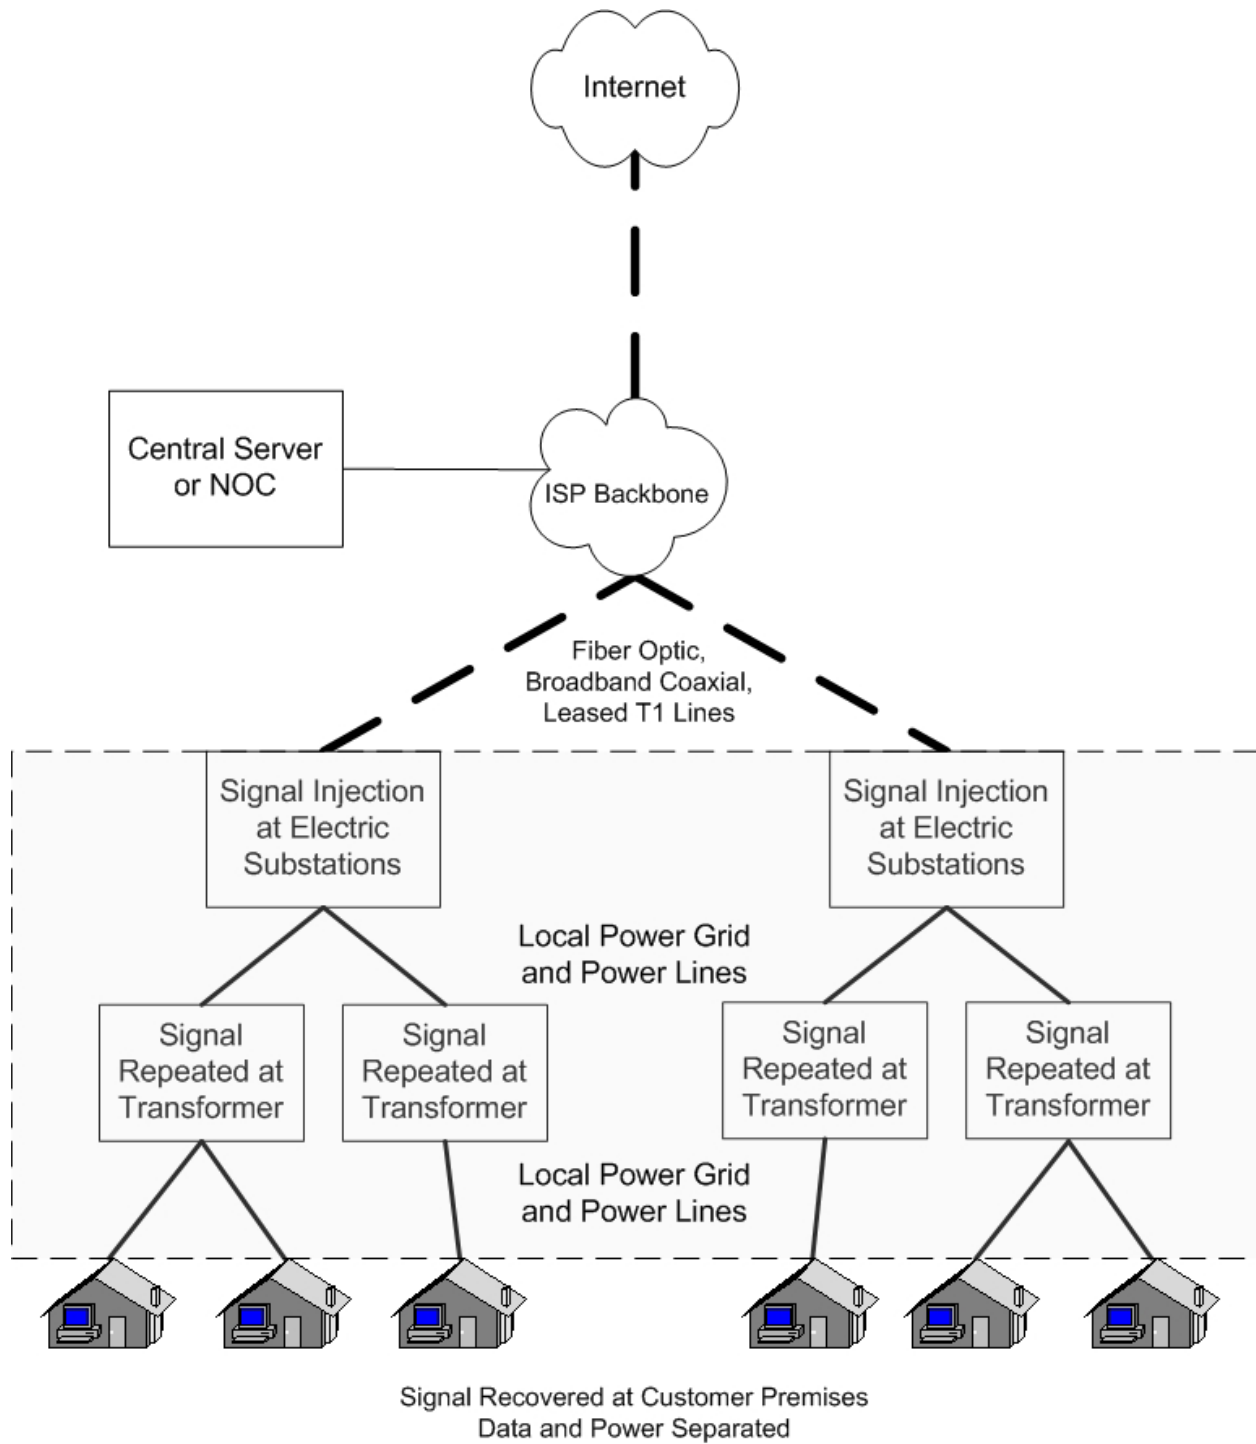 Internet
Central Server
or NOC
ISP Backbone
Fiber Optic,
Broadband Coaxial,
Leased T1 Lines
Signal Injection
at Electric
Substations
Signal Injection
at Electric
Substations
Local Power Grid
and Power Lines
Signal
Repeated at
Transformer
Signal
Repeated at
Transformer
Signal
Repeated at
Transformer
Signal
Repeated at
Transformer
Local Power Grid
and Power Lines
Signal Recovered at Customer Premises
Data and Power Separated